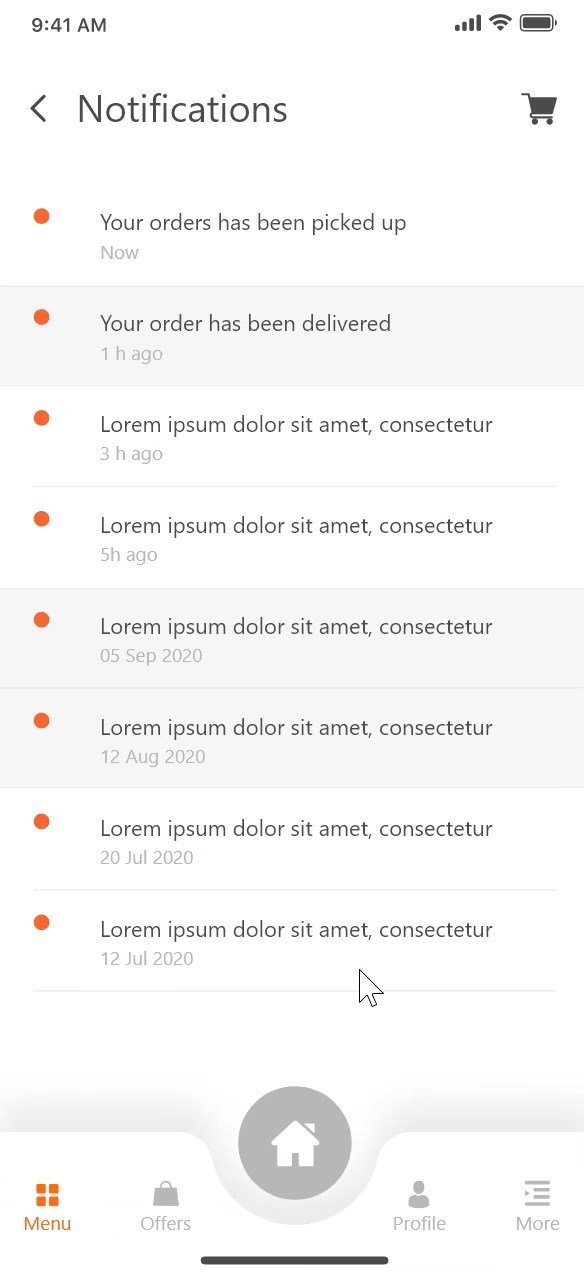 9:41 AM
Notifications
Your orders has been picked up
Now
Your order has been delivered
1 h ago
Lorem ipsum dolor sit amet, consectetur
3 h ago
Lorem ipsum dolor sit amet, consectetur
5h ago
Lorem ipsum dolor sit amet, consectetur
05 Sep 2020
Lorem ipsum dolor sit amet, consectetur
12 Aug 2020
Lorem ipsum dolor sit amet, consectetur
20 Jul 2020
Lorem ipsum dolor sit amet, consectetur
12 Jul 2020
Menu
Offers
Profile
More